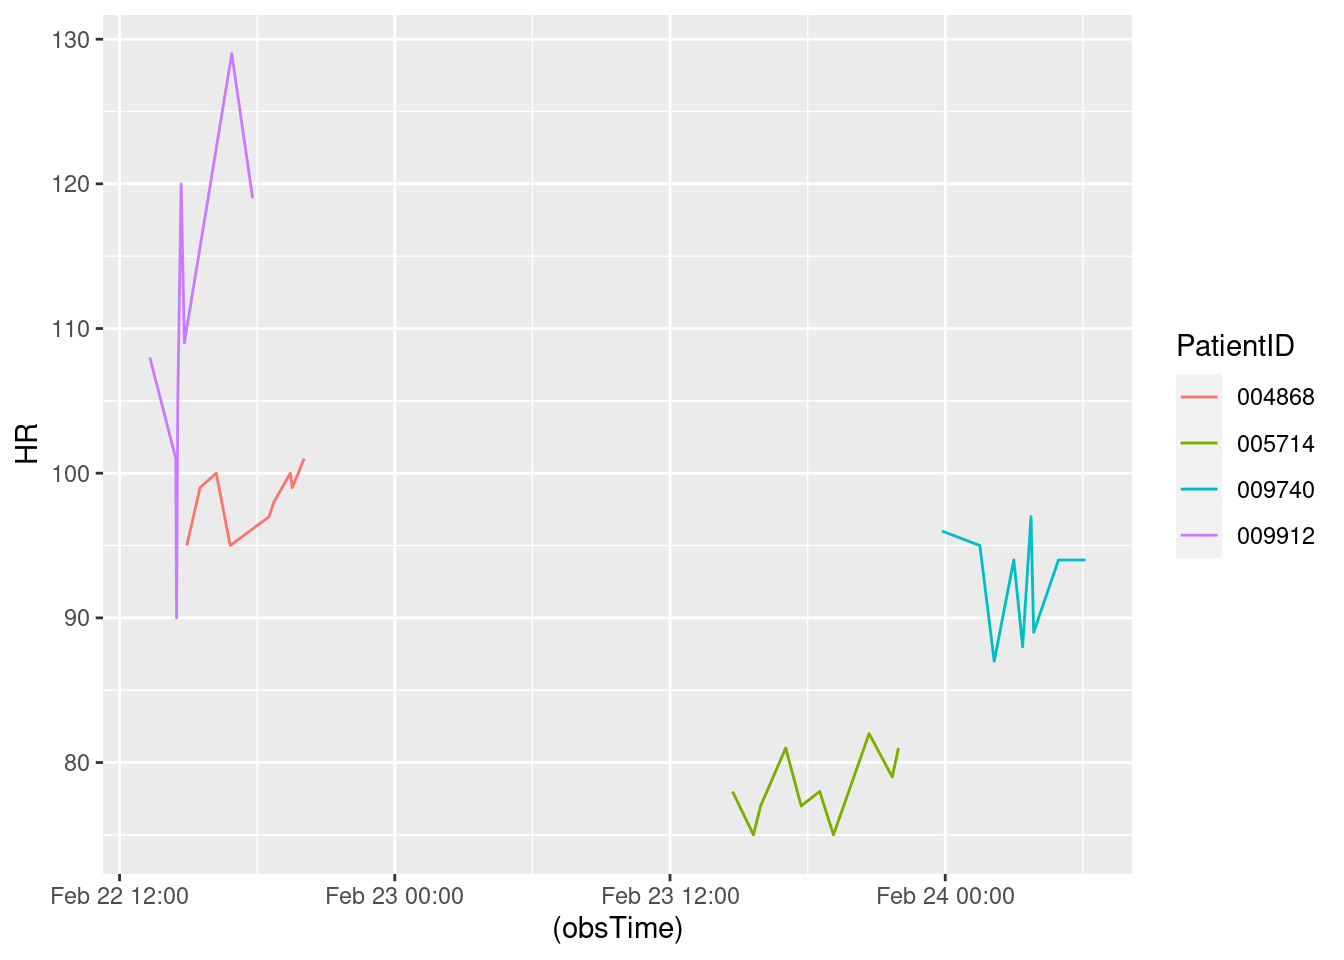 130
120
110
100
90
80
HR
Feb 22 12:00
Feb 23 00:00
Feb 23 12:00
Feb 24 00:00
(obsTime)
PatientID
004868
005714
009740
009912